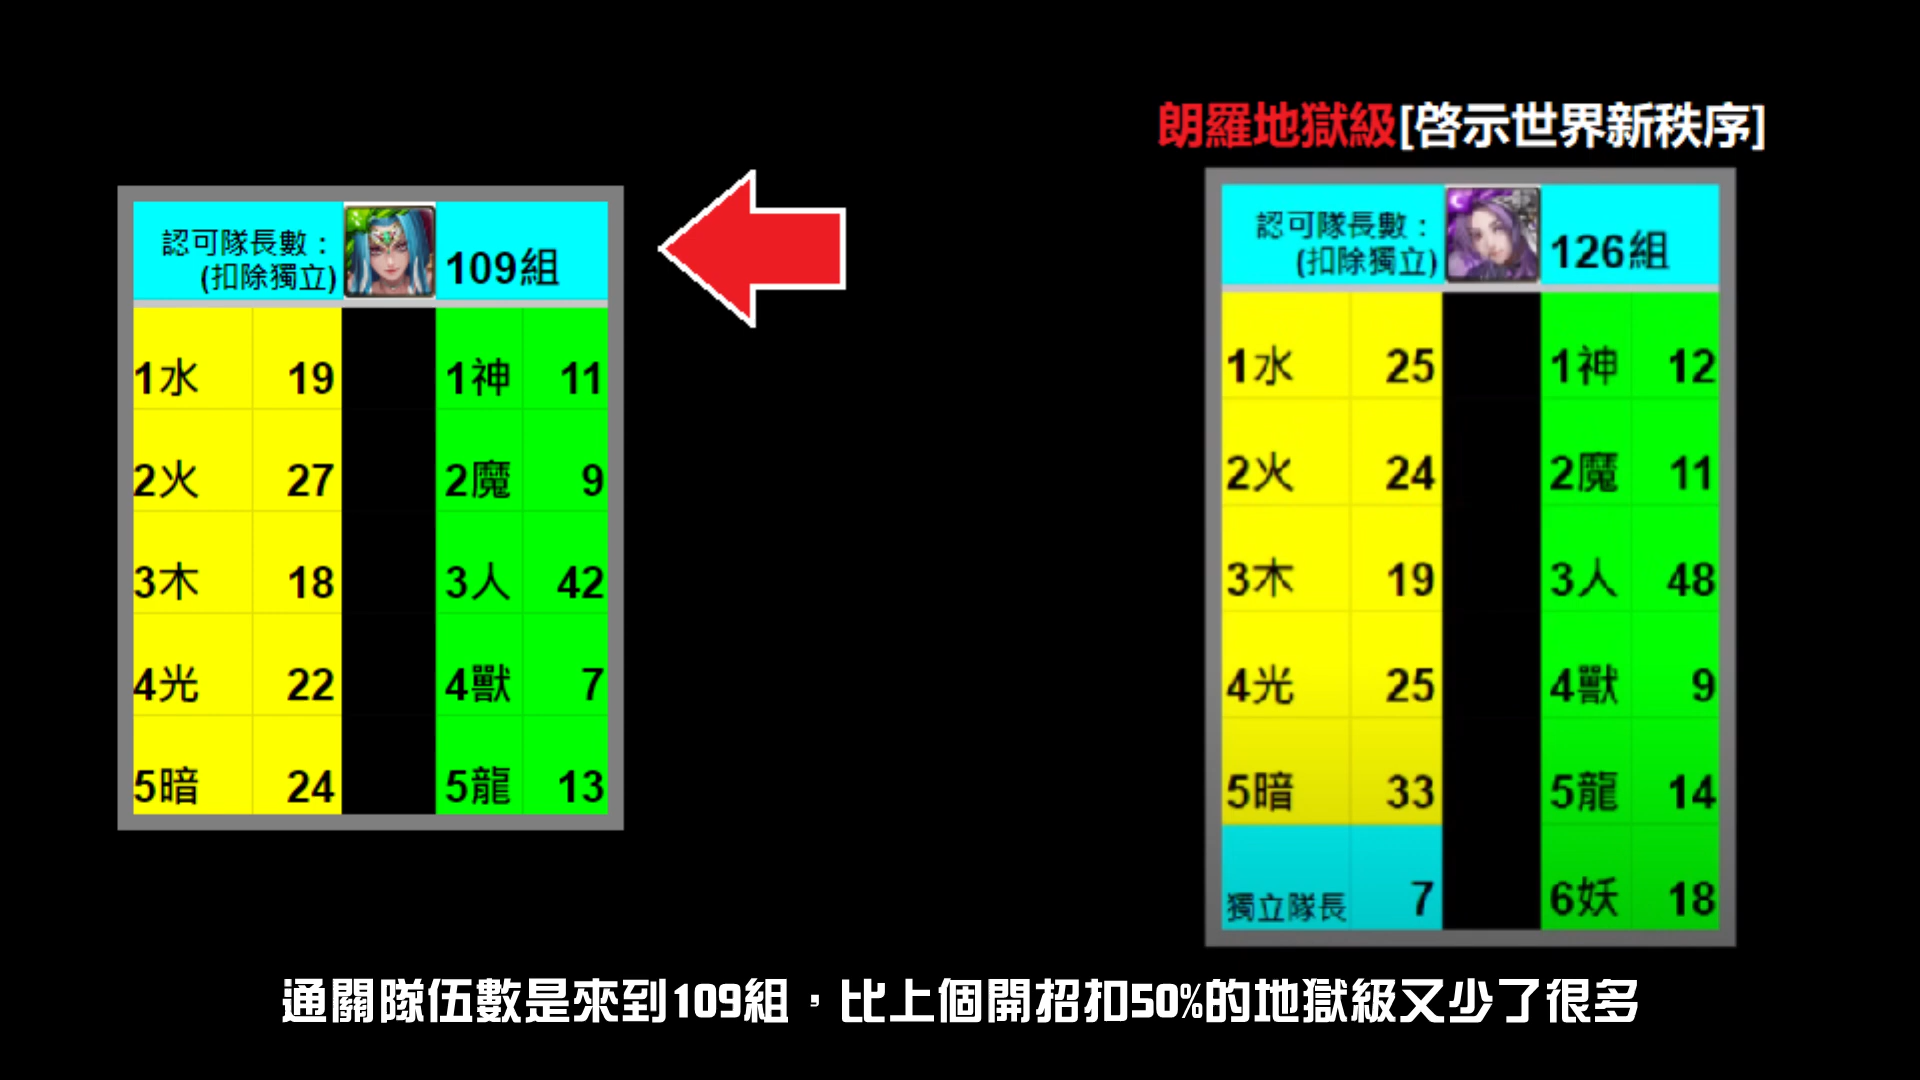 認可隊長數：
(扣除獨立)
109組
1水 19 1神 11
2火 27 2魔 9
3木 18 3人 42
4光 22 4獸 7
5暗 24 5龍 13
朗羅地獄級[啓示世界新秩序]
認可隊長數：
(扣除獨立)
126組
1水 25 1神 12
2火 24 2魔 11
3木 19 3人 48
4光 25 4獸 9
5暗 33 5龍 14
獨立隊長 7 6妖 18
通關隊伍數是來到109組，比上個開招扣50%的地獄級又少了很多